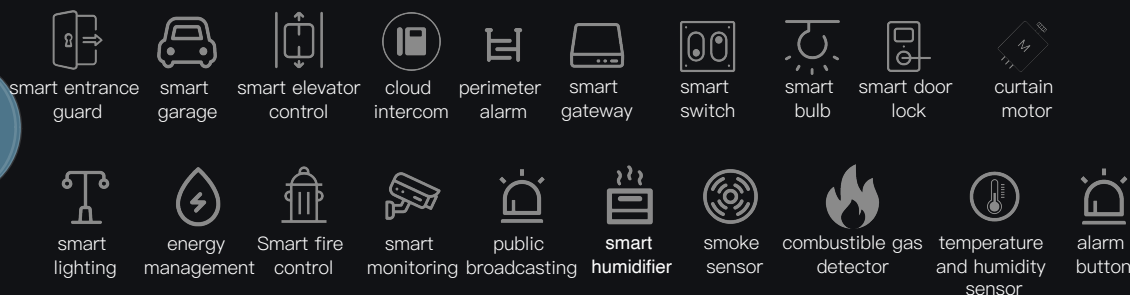 smart entrance guard
smart garage
smart elevator control
cloud intercom
perimeter alarm
smart gateway
smart switch
smart bulb
smart door lock
M
curtain motor
smart lighting
energy management
Smart fire control
smart monitoring
public broadcasting
smart humidifier
smoke sensor
combustible gas detector
temperature and humidity sensor
alarm button